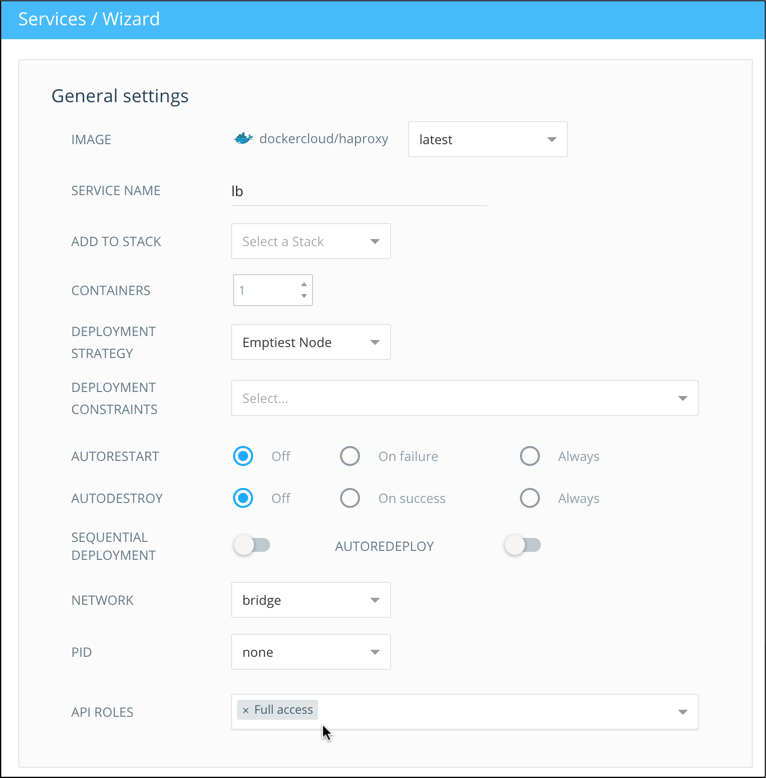 Services / Wizard
General settings
IMAGE dockercloud/haproxy latest
SERVICE NAME lb
ADD TO STACK Select a Stack
CONTAINERS 1
DEPLOYMENT
STRATEGY Emptiest Node
DEPLOYMENT
CONSTRAINTS Select...
AUTORESTART Off On failure Always
AUTODESTROY Off On success Always
SEQUENTIAL
DEPLOYMENT AUTOREDEPLOY
NETWORK bridge
PID none
API ROLES × Full access